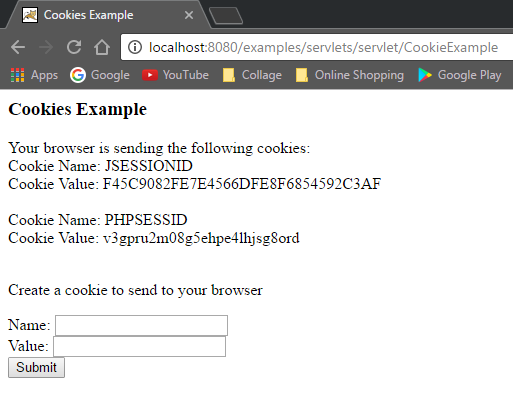 Cookies Example
localhost:8080/examples/servlets/servlet/CookieExample
Apps Google YouTube Collage Online Shopping Google Play
Cookies Example
Your browser is sending the following cookies:
Cookie Name: JSESSIONID
Cookie Value: F45C9082FE7E4566DFE8F6854592C3AF
Cookie Name: PHPSESSID
Cookie Value: v3gpru2m08g5ehpe4lhjsg8ord
Create a cookie to send to your browser
Name:
Value:
Submit